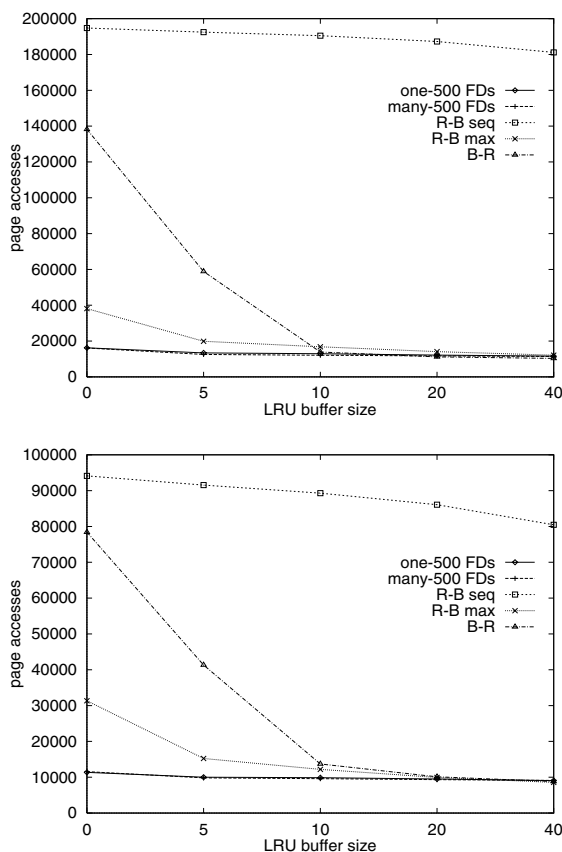 200000
180000
160000
140000
120000
100000
80000
60000
40000
20000
0
page accesses
one-500 FDs
many-500 FDs
R-B seq
R-B max
B-R
0 5 10 20 40
LRU buffer size
100000
90000
80000
70000
60000
50000
40000
30000
20000
10000
0
page accesses
one-500 FDs
many-500 FDs
R-B seq
R-B max
B-R
0 5 10 20 40
LRU buffer size